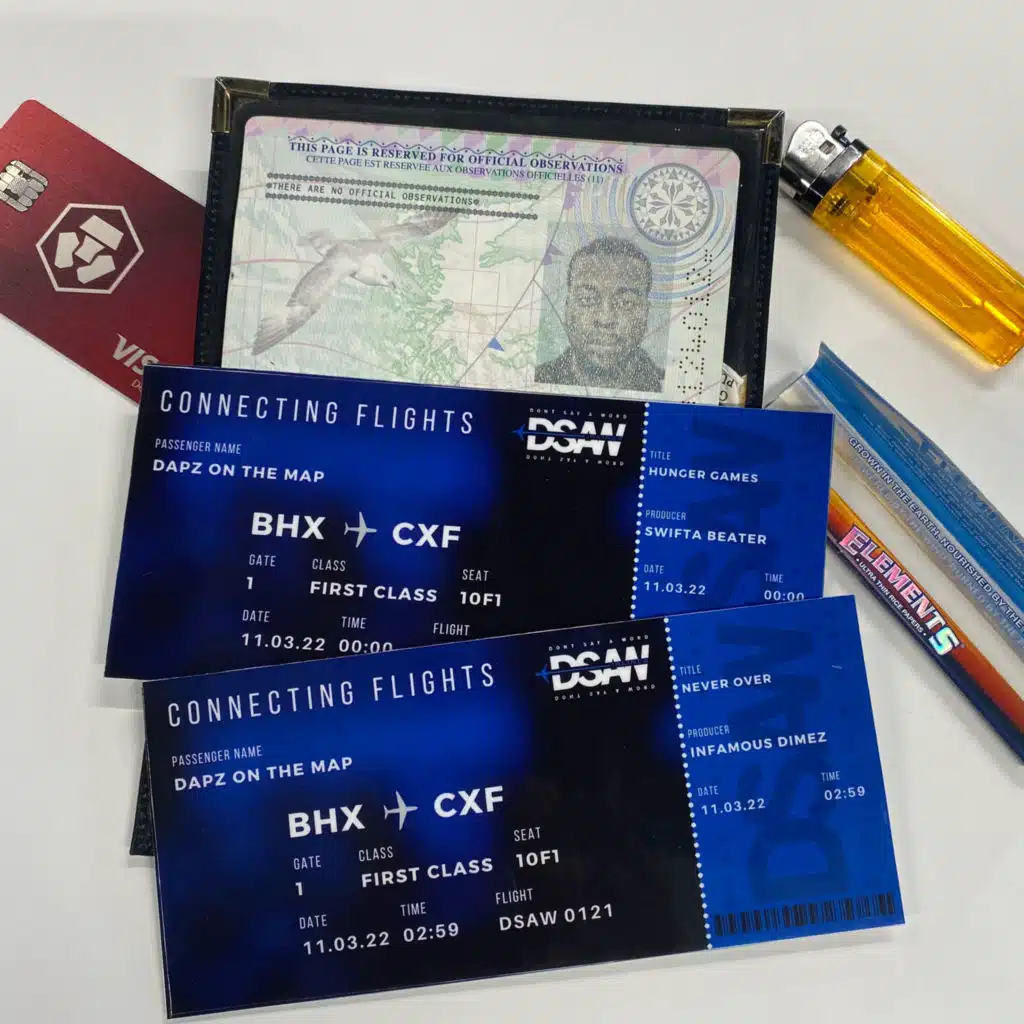 THIS PAGE IS RESERVED FOR OFFICIAL OBSERVATIONS
CETTE PAGE EST RESERVEE AUX OBSERVATIONS OFFICIELLES (11)
THERE ARE NO OFFICIAL OBSERVATIONS
CONNECTING FLIGHTS
PASSENGER NAME
DAPZ ON THE MAP
BHX CXF
GATE CLASS SEAT
1 FIRST CLASS 10F1
DATE TIME FLIGHT
11.03.22 00:00
DONT SAY A WORD
DSAW
TITLE
HUNGER GAMES
PRODUCER
SWIFTA BEATER
DATE TIME
11.03.22 00:00
DSAW
CONNECTING FLIGHTS
PASSENGER NAME
DAPZ ON THE MAP
BHX CXF
GATE CLASS SEAT
1 FIRST CLASS 10F1
DATE TIME FLIGHT
11.03.22 02:59 DSAW 0121
DONT SAY A WORD
DSAW
TITLE
NEVER OVER
PRODUCER
INFAMOUS DIMEZ
DATE TIME
11.03.22 02:59
DSAW
GROWN IN THE EARTH, NOURISHED BY THE
ELEMENTS
ULTRA THIN RICE PAPERS